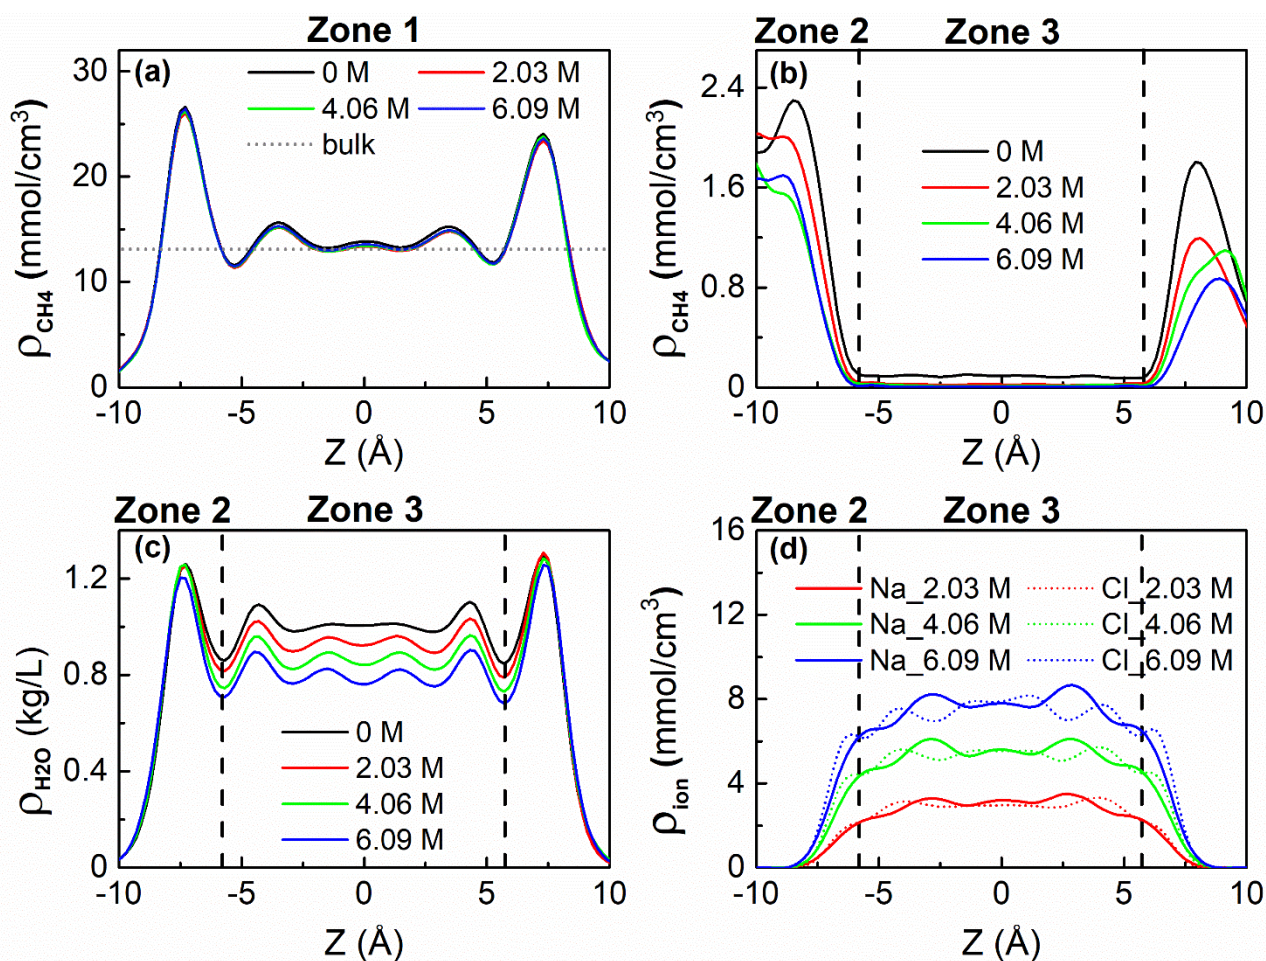 Zone 1
(a)
0 M
2.03 M
4.06 M
6.09 M
bulk
30
20
10
0
-10 -5 0 5 10
ρCH4 (mmol/cm³)
Z (Å)
Zone 2 Zone 3
(b)
0 M
2.03 M
4.06 M
6.09 M
2.4
1.6
0.8
0
-10 -5 0 5 10
ρCH4 (mmol/cm³)
Z (Å)
Zone 2 Zone 3
(c)
0 M
2.03 M
4.06 M
6.09 M
1.2
0.8
0.4
0
-10 -5 0 5 10
ρH2O (kg/L)
Z (Å)
Zone 2 Zone 3
(d)
Na_2.03 M Cl_2.03 M
Na_4.06 M Cl_4.06 M
Na_6.09 M Cl_6.09 M
16
12
8
4
0
-10 -5 0 5 10
ρIon (mmol/cm³)
Z (Å)